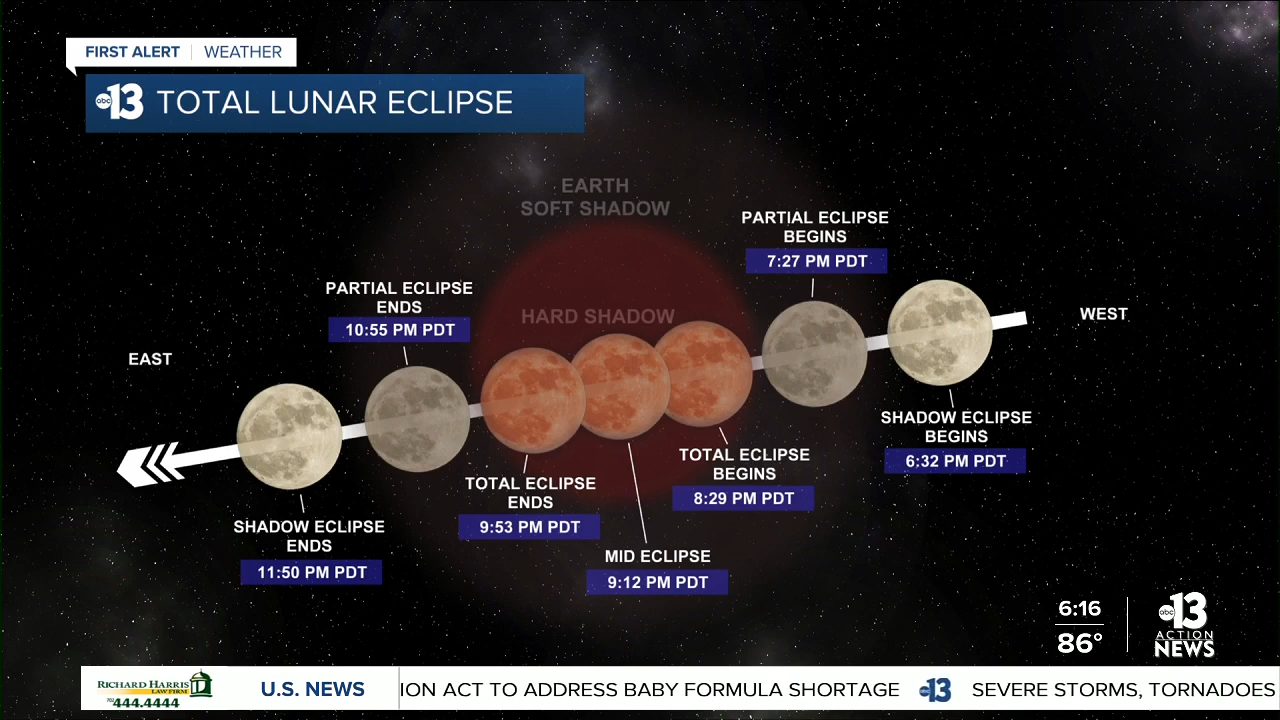 FIRST ALERT | WEATHER
abc 13 TOTAL LUNAR ECLIPSE
EARTH
SOFT SHADOW
PARTIAL ECLIPSE
BEGINS
7:27 PM PDT
PARTIAL ECLIPSE
ENDS
10:55 PM PDT
HARD SHADOW
WEST
EAST
SHADOW ECLIPSE
BEGINS
6:32 PM PDT
TOTAL ECLIPSE
BEGINS
8:29 PM PDT
TOTAL ECLIPSE
ENDS
9:53 PM PDT
SHADOW ECLIPSE
ENDS
11:50 PM PDT
MID ECLIPSE
9:12 PM PDT
6:16
86°
abc 13
ACTION
NEWS
RICHARD HARRIS
LAW FIRM
702 444.4444
U.S. NEWS
ION ACT TO ADDRESS BABY FORMULA SHORTAGE abc 13 SEVERE STORMS, TORNADOES